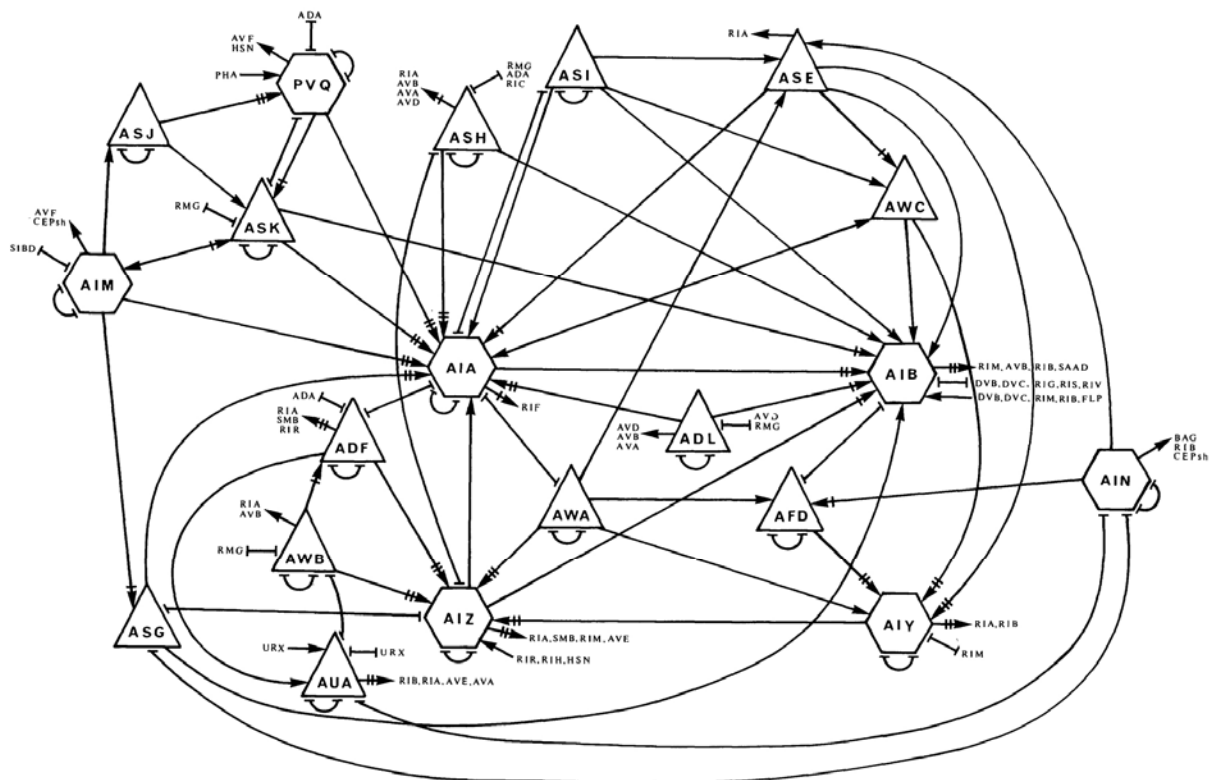 ADA
AVF
HSN
PHA
PVQ
RIA
AVB
AVA
AVD
RMG
ADA
RIC
ASI
RIA
ASE
ASJ
ASH
AWC
RMG
ASK
AVF
CEPsh
SIBD
AIM
AIA
AIB
RIM, AVB, RIB, SAAD
DVB, DVC, RIG, RIS, RIV
DVB, DVC, RIM, RIB, FLP
RIF
ADA
RIA
SMB
RIR
ADF
AVD
AVB
AVA
ADL
AVD
RMG
BAG
RIB
CEPsh
AIN
RIA
AVB
RMG
AWB
AWA
AFD
ASG
AIZ
RIA, SMB, RIM, AVE
RIR, RIH, HSN
AIY
RIA, RIB
RIM
URX
URX
AUA
RIB, RIA, AVE, AVA